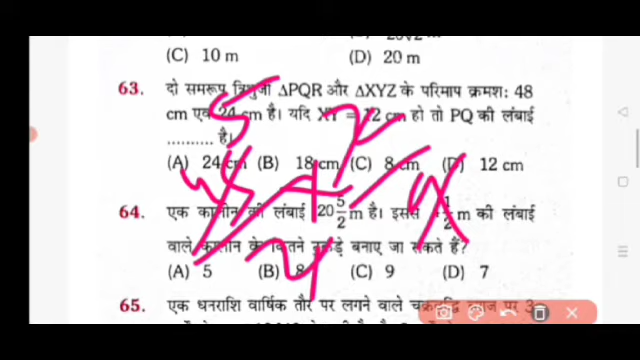 (C) 10 m (D) 20 m
63. दो समरूप त्रिभुजों ΔPQR और ΔXYZ के परिमाप क्रमश: 48
cm एवं 24 cm है। यदि XY = 12 cm हो तो PQ की लंबाई
.......... है।
(A) 24 cm (B) 18 cm (C) 8 cm (D) 12 cm
64. एक कालीन की लंबाई 20 5/2 m है। इससे 1/2 m की लंबाई
वाले कालीन के कितने टुकड़े बनाए जा सकते हैं?
(A) 5 (B) 8 (C) 9 (D) 7
65. एक धनराशि वार्षिक तौर पर लगने वाले चक्रवृद्धि ब्याज पर 3